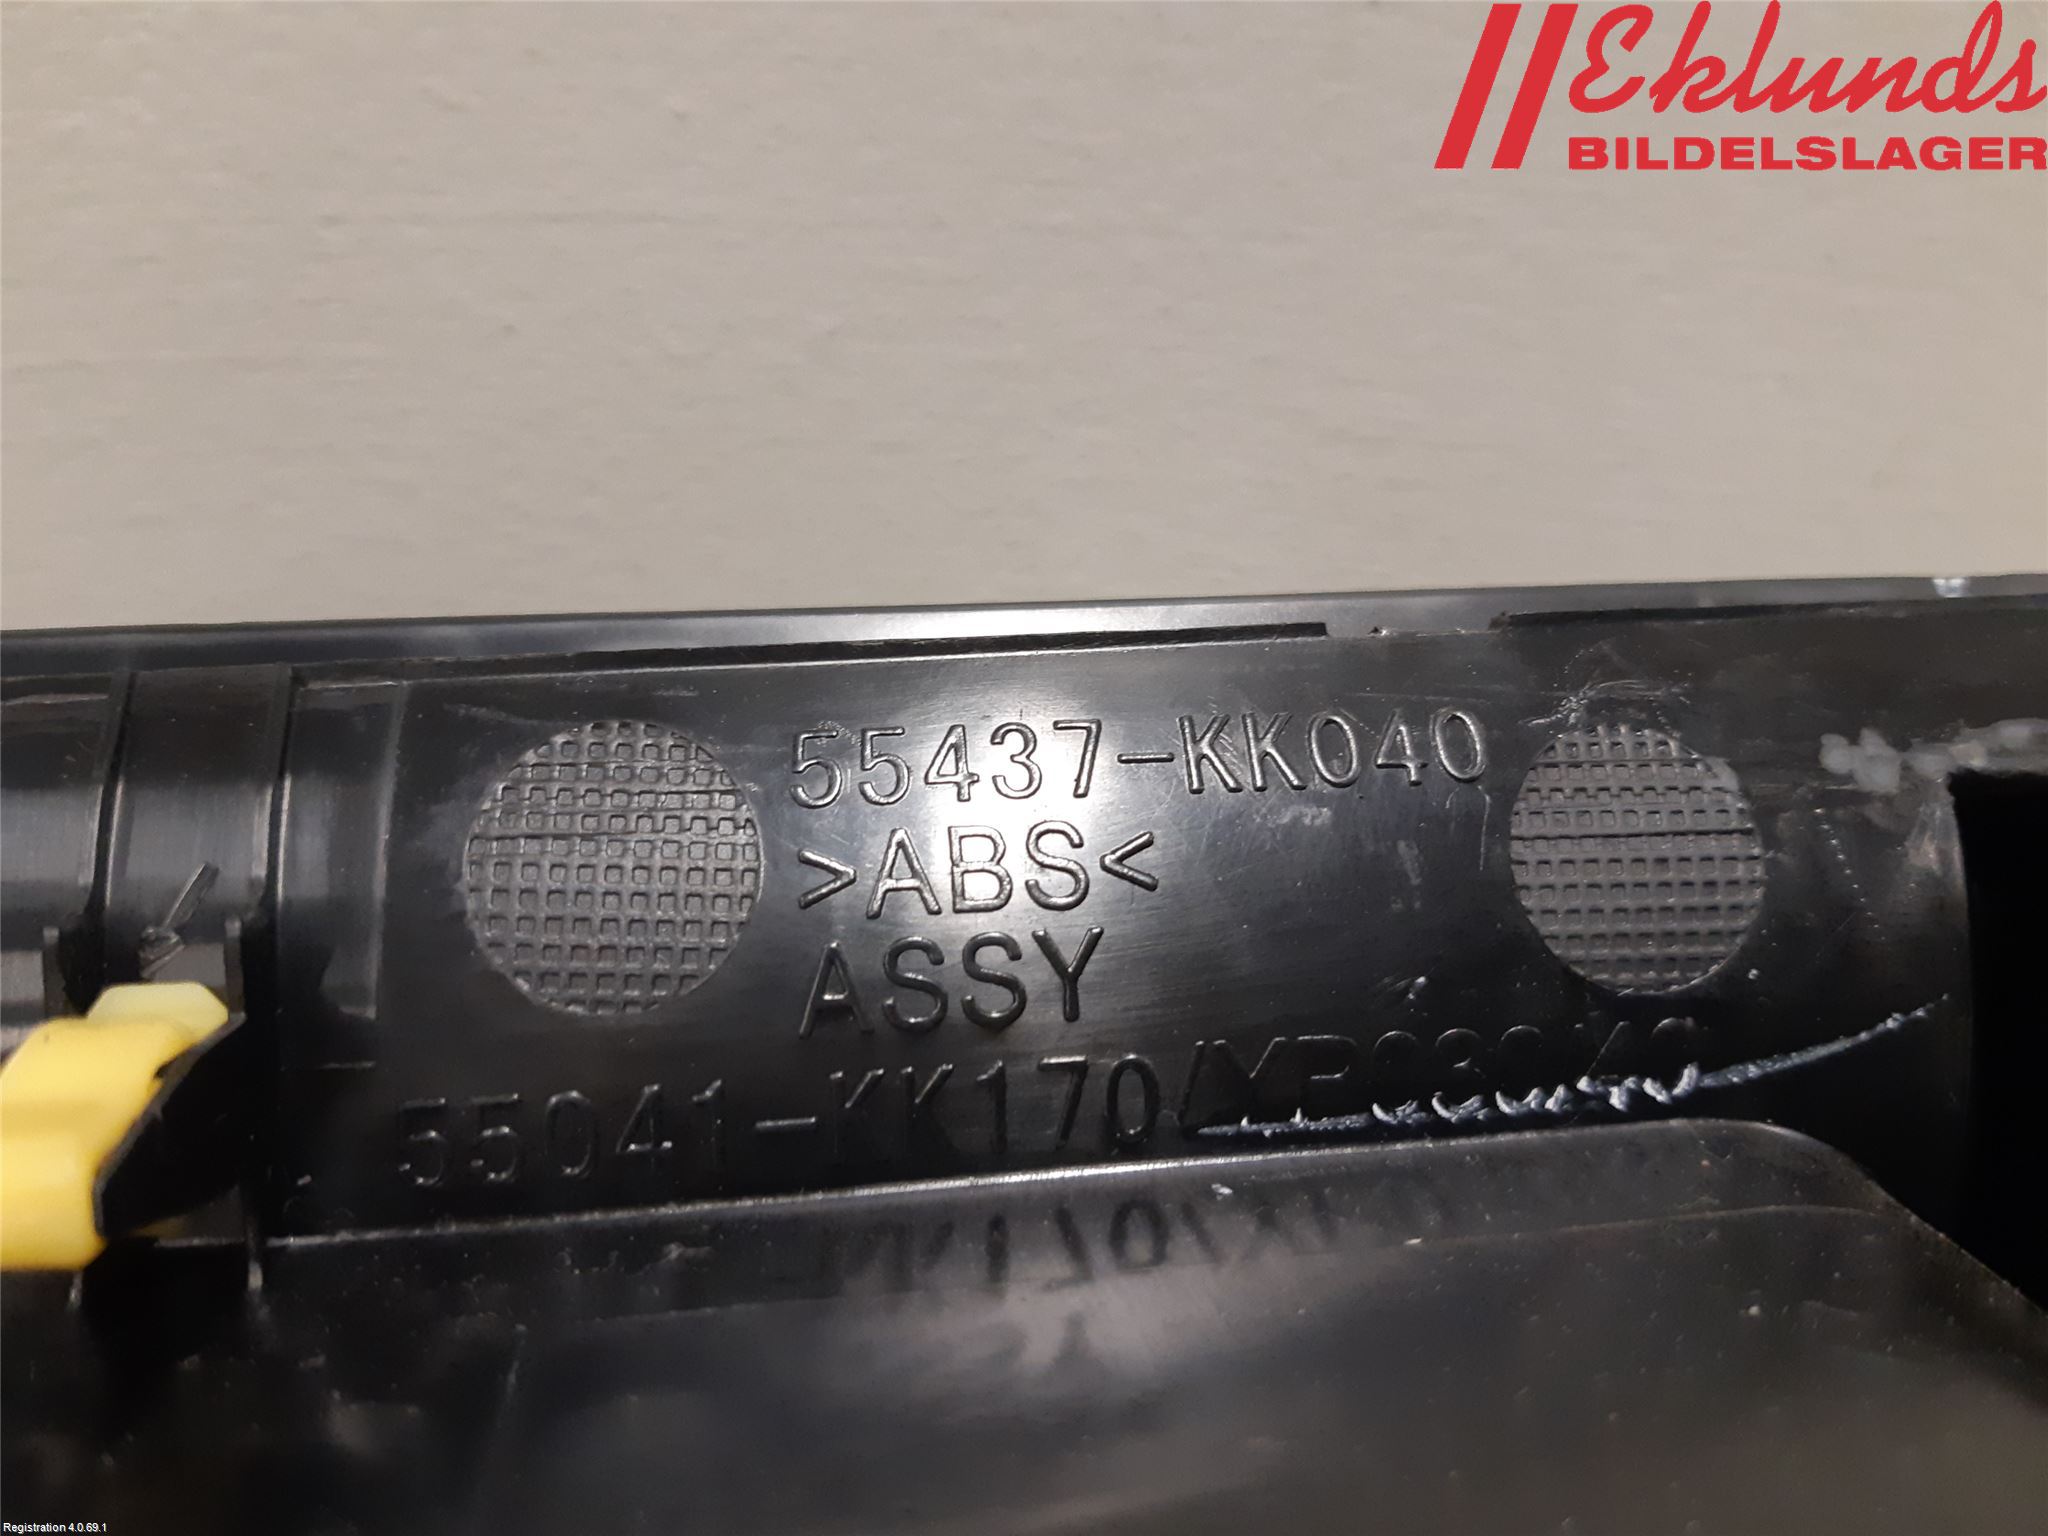 Eklunds
BILDELSLAGER
55437-KK040
>ABS<
ASSY
55041-KK170
Registration 4.0.69.1